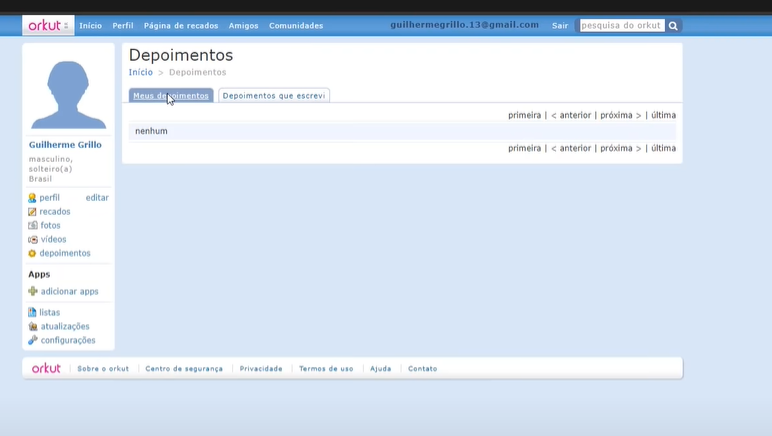 orkut Início Perfil Página de recados Amigos Comunidades guilhermegrillo.13@gmail.com Sair pesquisa do orkut
Depoimentos
Início > Depoimentos
Meus depoimentos Depoimentos que escrevi
primeira | < anterior | próxima > | última
nenhum
primeira | < anterior | próxima > | última
Guilherme Grillo
masculino,
solteiro(a)
Brasil
perfil editar
recados
fotos
vídeos
depoimentos
Apps
adicionar apps
listas
atualizações
configurações
orkut Sobre o orkut Centro de segurança Privacidade Termos de uso Ajuda Contato